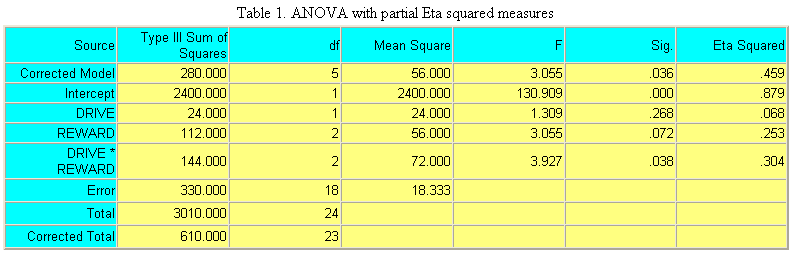 Table 1. ANOVA with partial Eta squared measures
Source Type III Sum of Squares df Mean Square F Sig. Eta Squared
Corrected Model 280.000 5 56.000 3.055 .036 .459
Intercept 2400.000 1 2400.000 130.909 .000 .879
DRIVE 24.000 1 24.000 1.309 .268 .068
REWARD 112.000 2 56.000 3.055 .072 .253
DRIVE * REWARD 144.000 2 72.000 3.927 .038 .304
Error 330.000 18 18.333
Total 3010.000 24
Corrected Total 610.000 23